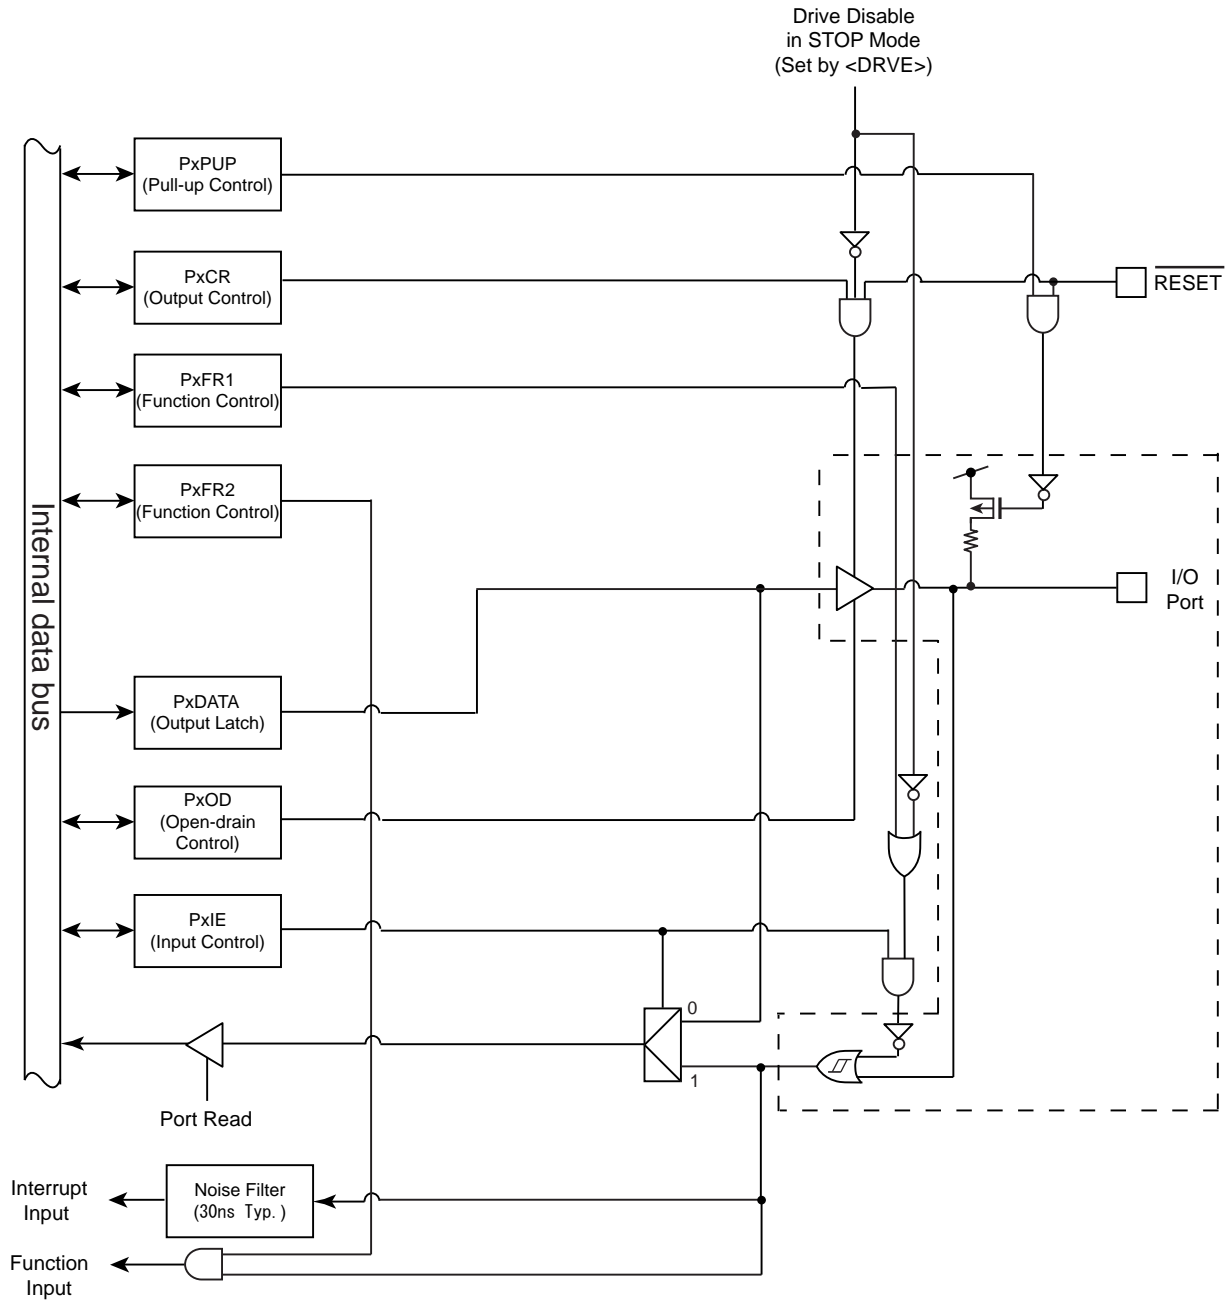 Drive Disable
in STOP Mode
(Set by <DRVE>)
PxPUP
(Pull-up Control)
PxCR
(Output Control)
RESET
PxFR1
(Function Control)
PxFR2
(Function Control)
Internal data bus
I/O
Port
PxDATA
(Output Latch)
PxOD
(Open-drain
Control)
PxIE
(Input Control)
0
1
Port Read
Interrupt
Input
Noise Filter
(30ns Typ.)
Function
Input